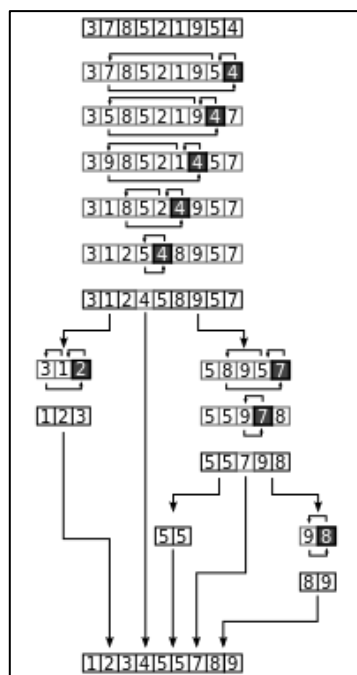 3 7 8 5 2 1 9 5 4
3 7 8 5 2 1 9 5 4
3 5 8 5 2 1 9 4 7
3 9 8 5 2 1 4 5 7
3 1 8 5 2 4 9 5 7
3 1 2 5 4 8 9 5 7
3 1 2 4 5 8 9 5 7
3 1 2
5 8 9 5 7
1 2 3
5 5 9 7 8
5 5 7 9 8
5 5
9 8
8 9
1 2 3 4 5 5 7 8 9